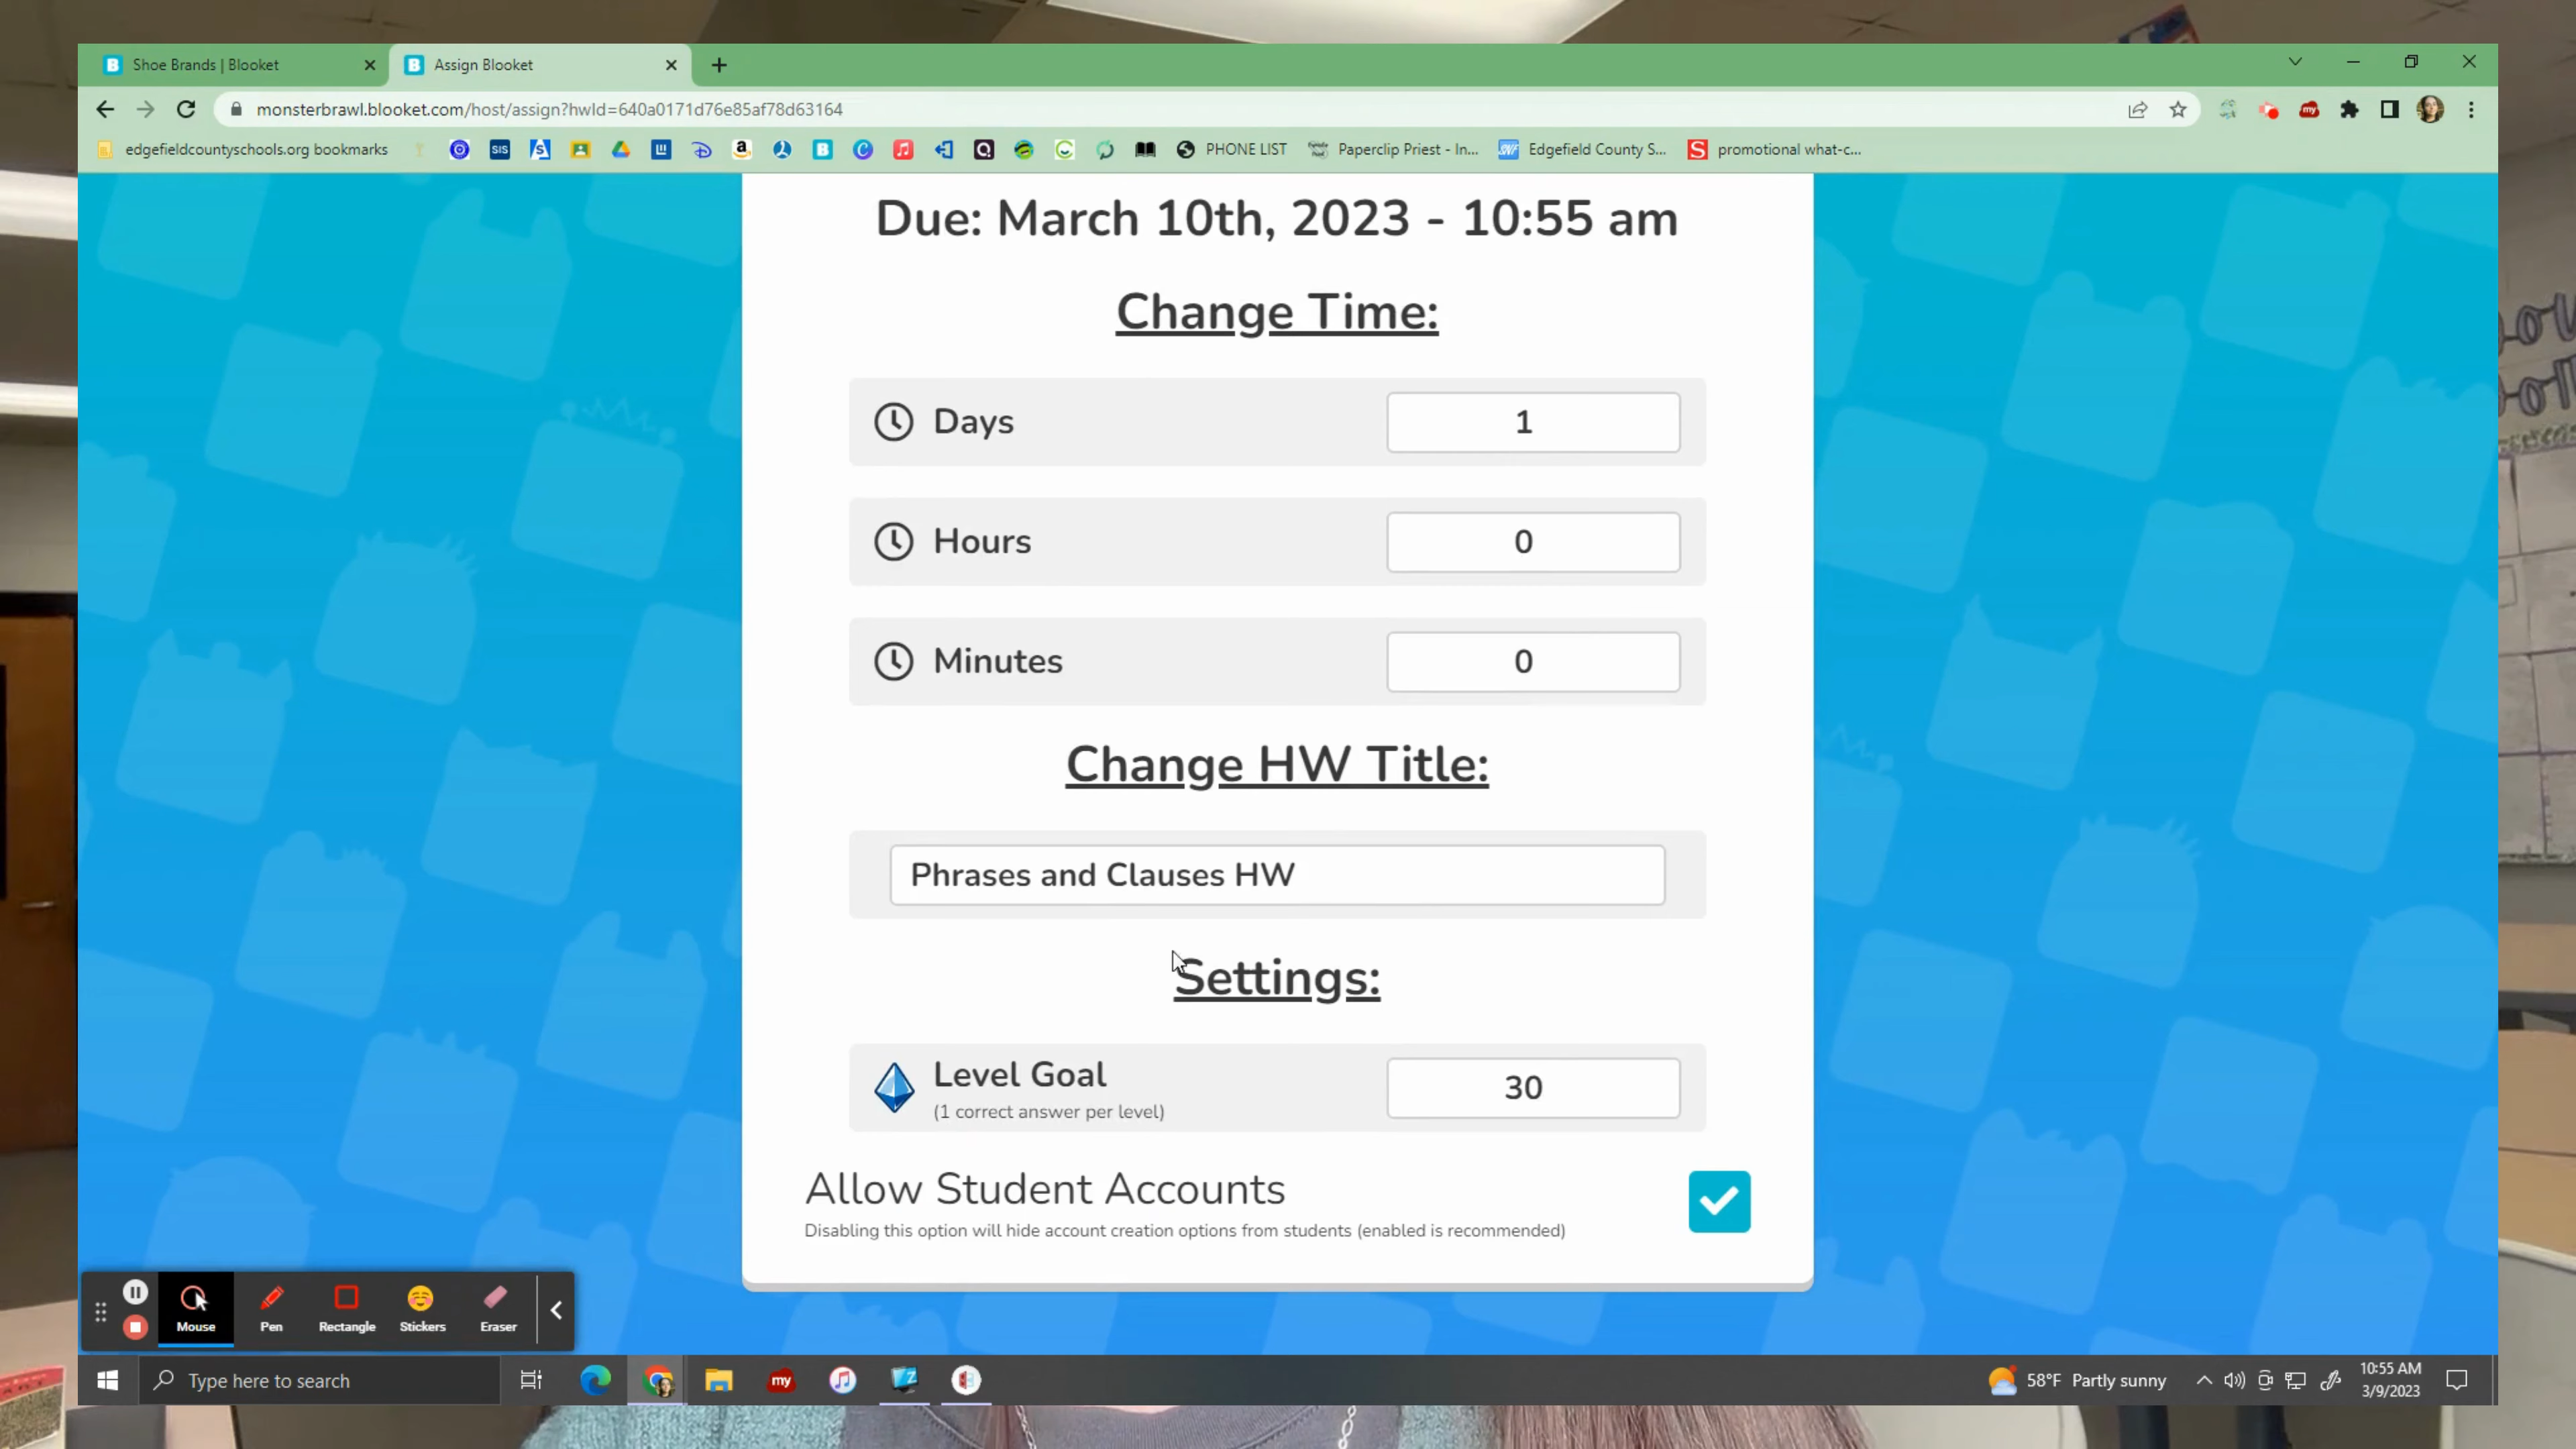 Shoe Brands | Blooket
Assign Blooket
monsterbrawl.blooket.com/host/assign?hwId=640a0171d76e85af78d63164
edgefieldcountyschools.org bookmarks
SIS
PHONE LIST
Paperclip Priest - In...
Edgefield County S...
promotional what-c...
Due: March 10th, 2023 - 10:55 am
Change Time:
Days 1
Hours 0
Minutes 0
Change HW Title:
Phrases and Clauses HW
Settings:
Level Goal 30
(1 correct answer per level)
Allow Student Accounts
Disabling this option will hide account creation options from students (enabled is recommended)
Mouse Pen Rectangle Stickers Eraser
Type here to search
my
58°F Partly sunny
10:55 AM
3/9/2023